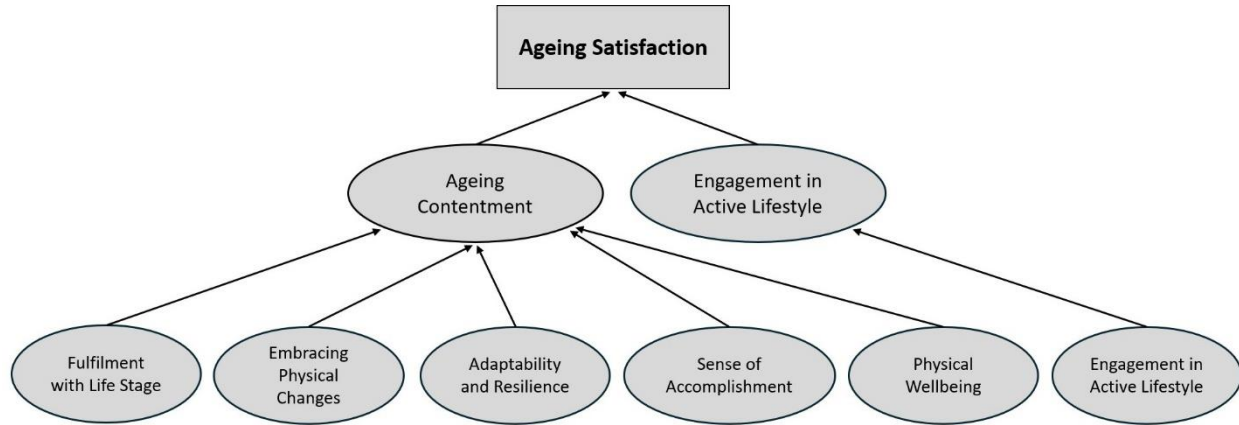 Ageing Satisfaction
Ageing
Contentment
Engagement in
Active Lifestyle
Fulfilment
with Life Stage
Embracing
Physical
Changes
Adaptability
and Resilience
Sense of
Accomplishment
Physical
Wellbeing
Engagement in
Active Lifestyle